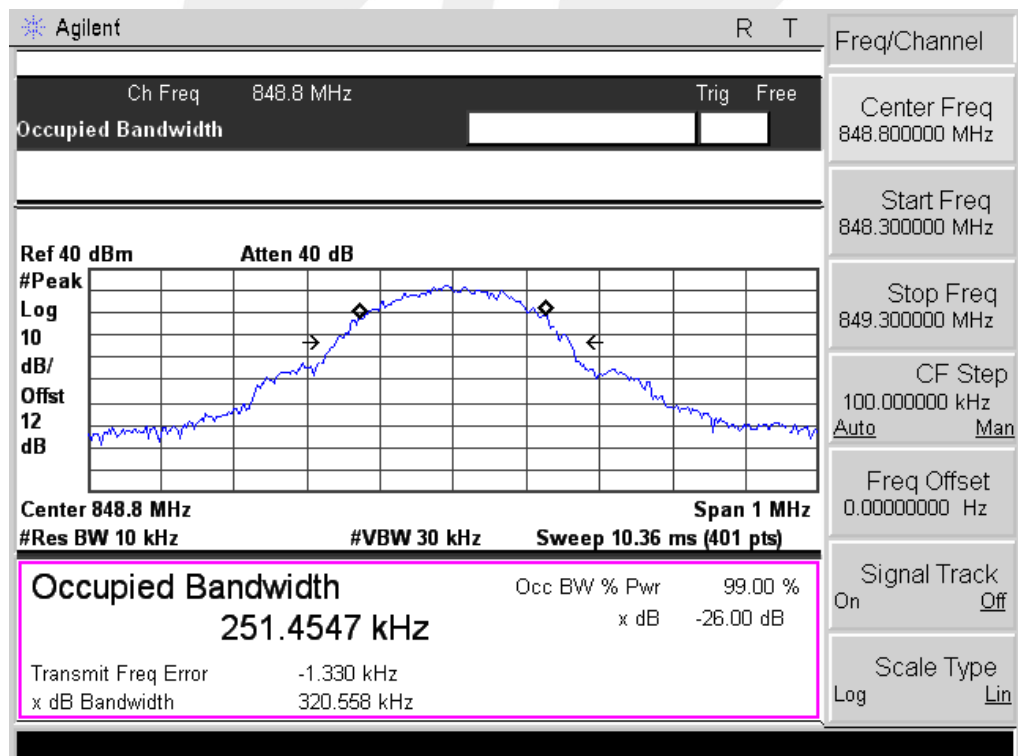 Agilent R T
Ch Freq 848.8 MHz Trig Free
Occupied Bandwidth
Ref 40 dBm Atten 40 dB
#Peak
Log
10
dB/
Offst
12
dB
Center 848.8 MHz Span 1 MHz
#Res BW 10 kHz #VBW 30 kHz Sweep 10.36 ms (401 pts)
Occupied Bandwidth
251.4547 kHz
Occ BW % Pwr 99.00 %
x dB -26.00 dB
Transmit Freq Error -1.330 kHz
x dB Bandwidth 320.558 kHz
Freq/Channel
Center Freq
848.800000 MHz
Start Freq
848.300000 MHz
Stop Freq
849.300000 MHz
CF Step
100.000000 kHz
Auto Man
Freq Offset
0.00000000 Hz
Signal Track
On Off
Scale Type
Log Lin